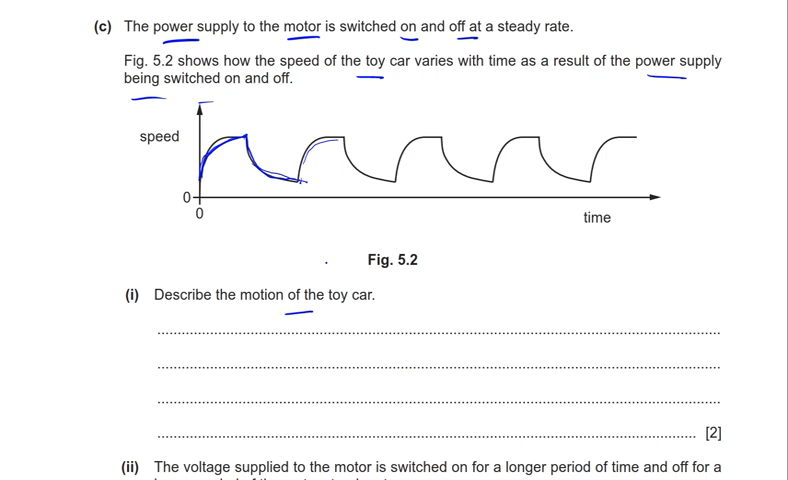 (c) The power supply to the motor is switched on and off at a steady rate.
Fig. 5.2 shows how the speed of the toy car varies with time as a result of the power supply
being switched on and off.
speed
0
0
time
Fig. 5.2
(i) Describe the motion of the toy car.
[2]
(ii) The voltage supplied to the motor is switched on for a longer period of time and off for a